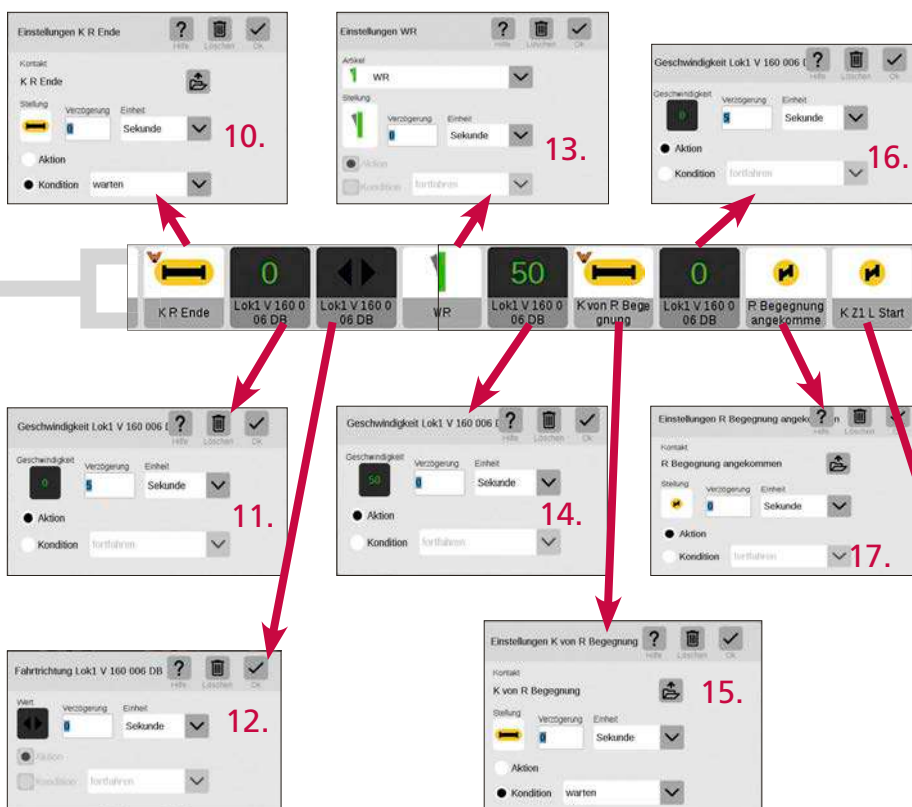 Einstellungen K R Ende
Hilfe Löschen Ok
Kontakt
K R Ende
Stellung Verzögerung Einheit
0 Sekunde
Aktion
Kondition warten
10.
Einstellungen WR
Hilfe Löschen Ok
Artikel
WR
Stellung Verzögerung Einheit
0 Sekunde
Aktion
Kondition fortfahren
13.
Geschwindigkeit Lok1 V 160 006
Hilfe Löschen Ok
Geschwindigkeit Verzögerung Einheit
0 5 Sekunde
Aktion
Kondition fortfahren
16.
K R Ende
0
Lok1 V 160 0
06 DB
Lok1 V 160 0
06 DB
WR
50
Lok1 V 160 0
06 DB
K von R Bege
gnung
0
Lok1 V 160 0
06 DB
R Begegnung
angekomme
K Z1 L Start
Geschwindigkeit Lok1 V 160 006
Hilfe Löschen Ok
Geschwindigkeit Verzögerung Einheit
0 5 Sekunde
Aktion
Kondition fortfahren
11.
Geschwindigkeit Lok1 V 160 006
Hilfe Löschen Ok
Geschwindigkeit Verzögerung Einheit
50 0 Sekunde
Aktion
Kondition fortfahren
14.
Einstellungen R Begegnung angeko n
Hilfe Löschen
Kontakt
R Begegnung angekommen
Stellung Verzögerung Einheit
0 Sekunde
Aktion
Kondition fortfahren
17.
Fahrtrichtung Lok1 V 160 006 DB
Hilfe Löschen Ok
Wert Verzögerung Einheit
0 Sekunde
Aktion
Kondition fortfahren
12.
Einstellungen K von R Begegnung
Hilfe Löschen Ok
Kontakt
K von R Begegnung
Stellung Verzögerung Einheit
0 Sekunde
Aktion
Kondition warten
15.